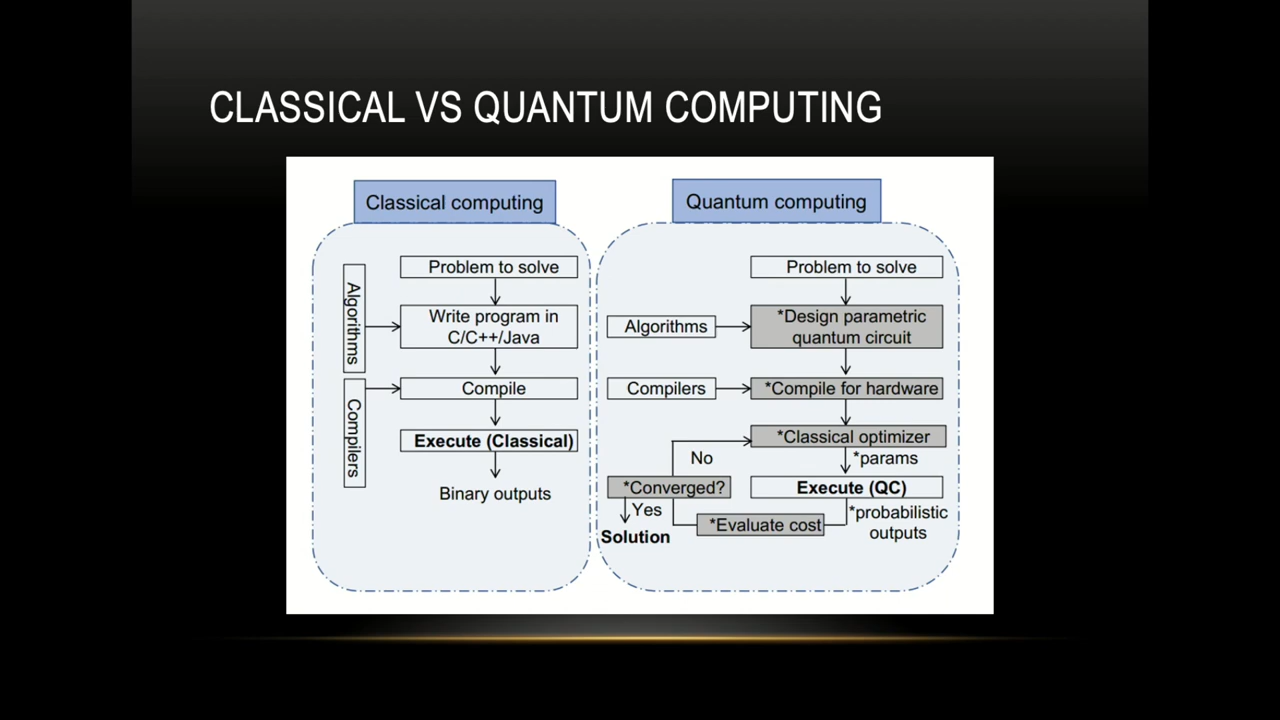 CLASSICAL VS QUANTUM COMPUTING
Classical computing
Problem to solve
Algorithms
Write program in
C/C++/Java
Compilers
Compile
Execute (Classical)
Binary outputs
Quantum computing
Problem to solve
Algorithms
*Design parametric
quantum circuit
Compilers
*Compile for hardware
*Classical optimizer
No
*params
*Converged?
Execute (QC)
Yes
*probabilistic
outputs
*Evaluate cost
Solution